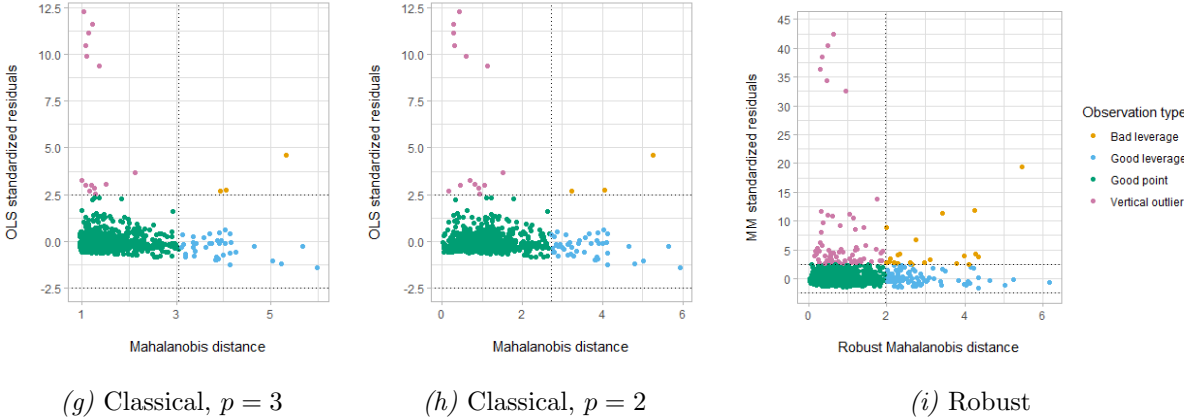 12.5
10.0
7.5
5.0
2.5
0.0
-2.5
OLS standardized residuals
1 3 5
Mahalanobis distance
12.5
10.0
7.5
5.0
2.5
0.0
-2.5
OLS standardized residuals
0 1 2 3 4 5 6
Mahalanobis distance
45
40
35
30
25
20
15
10
5
0
MM standardized residuals
0 2 4 6
Robust Mahalanobis distance
Observation type
Bad leverage
Good leverage
Good point
Vertical outlier
(g) Classical, p = 3
(h) Classical, p = 2
(i) Robust